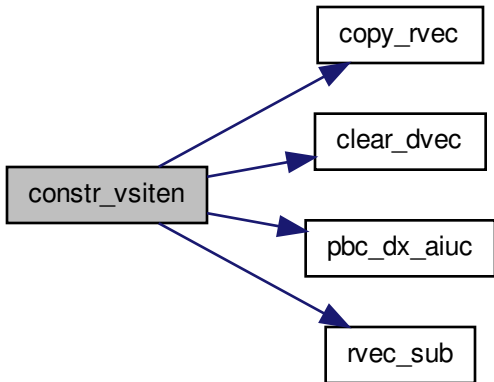 copy_rvec
clear_dvec
constr_vsiten
pbc_dx_aiuc
rvec_sub